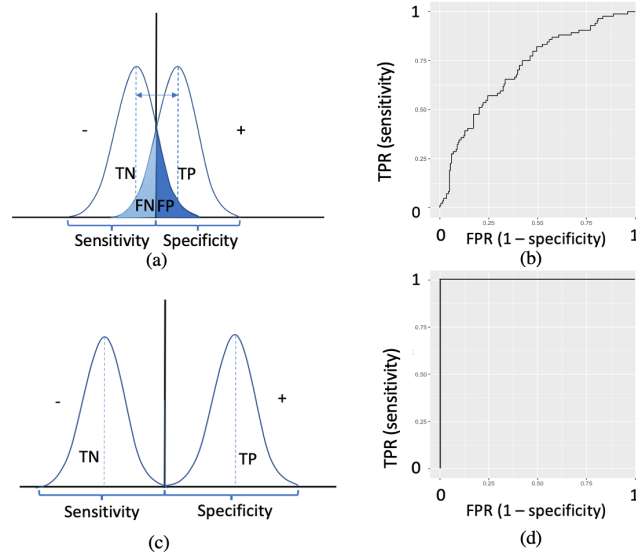 -
+
TN
TP
FN
FP
Sensitivity
Specificity
(a)
1
0.75
0.50
0.25
0
TPR (sensitivity)
0
0.25
0.50
0.75
1
FPR (1 – specificity)
(b)
-
+
TN
TP
Sensitivity
Specificity
(c)
1
0.75
0.50
0.25
0
TPR (sensitivity)
0
0.25
0.50
0.75
1
FPR (1 – specificity)
(d)